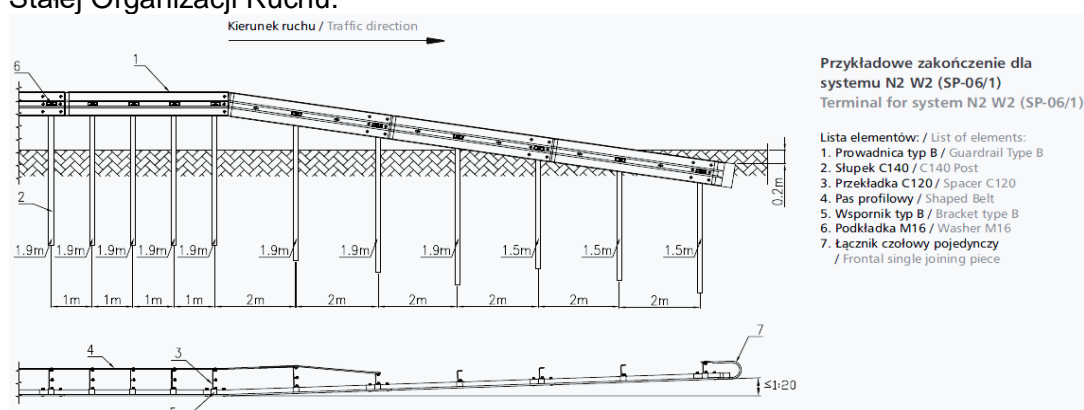 Stałej Organizacji Ruchu.
Kierunek ruchu / Traffic direction
6
1
Przykładowe zakończenie dla
systemu N2 W2 (SP-06/1)
Terminal for system N2 W2 (SP-06/1)
Lista elementów: / List of elements:
1. Prowadnica typ B / Guardrail Type B
2. Słupek C140 / C140 Post
3. Przekładka C120 / Spacer C120
4. Pas profilowy / Shaped Belt
5. Wspornik typ B / Bracket type B
6. Podkładka M16 / Washer M16
7. Łącznik czołowy pojedynczy
/ Frontal single joining piece
0.2m
2
1.9m 1.9m 1.9m 1.9m 1.9m 1.9m 1.9m 1.9m 1.5m 1.5m 1.5m
1m 1m 1m 1m 2m 2m 2m 2m 2m 2m
7
4
3
≤1:20
5